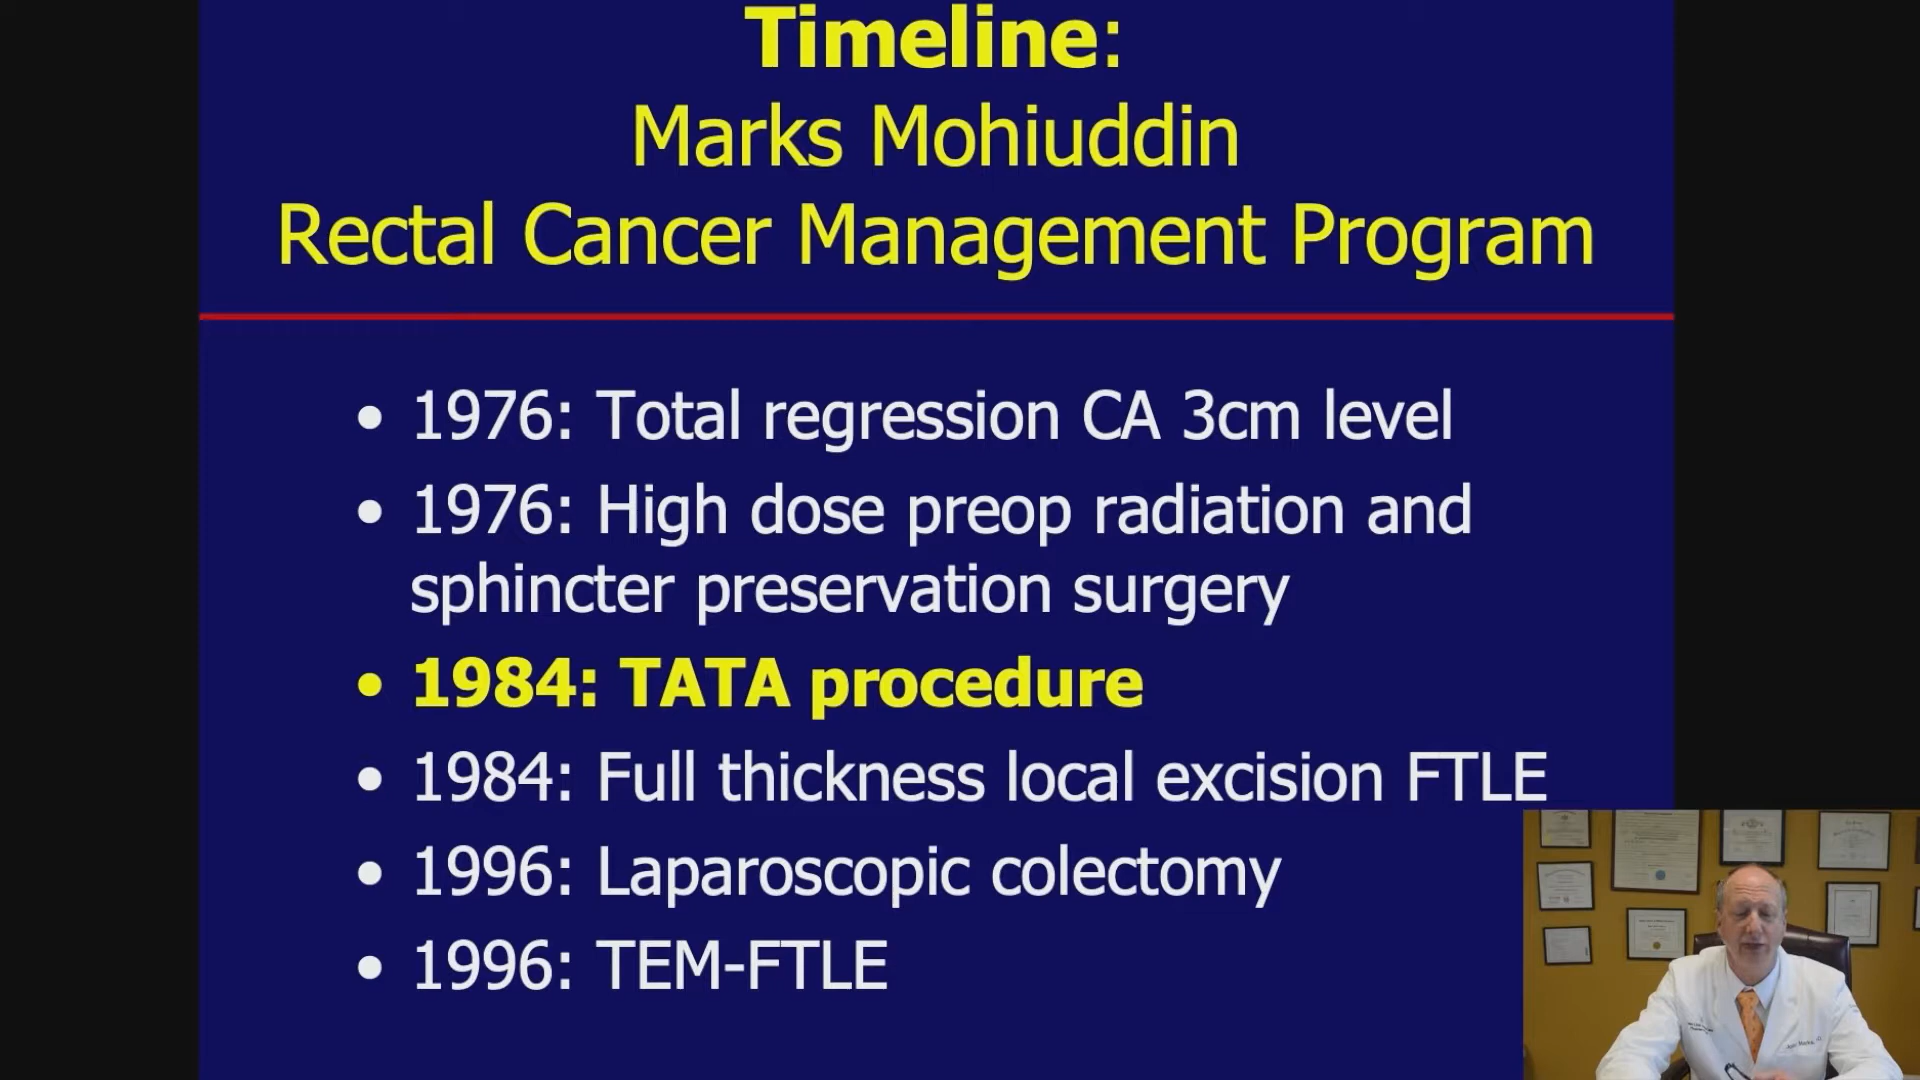 Timeline:
Marks Mohiuddin
Rectal Cancer Management Program
• 1976: Total regression CA 3cm level
• 1976: High dose preop radiation and
sphincter preservation surgery
• 1984: TATA procedure
• 1984: Full thickness local excision FTLE
• 1996: Laparoscopic colectomy
• 1996: TEM-FTLE